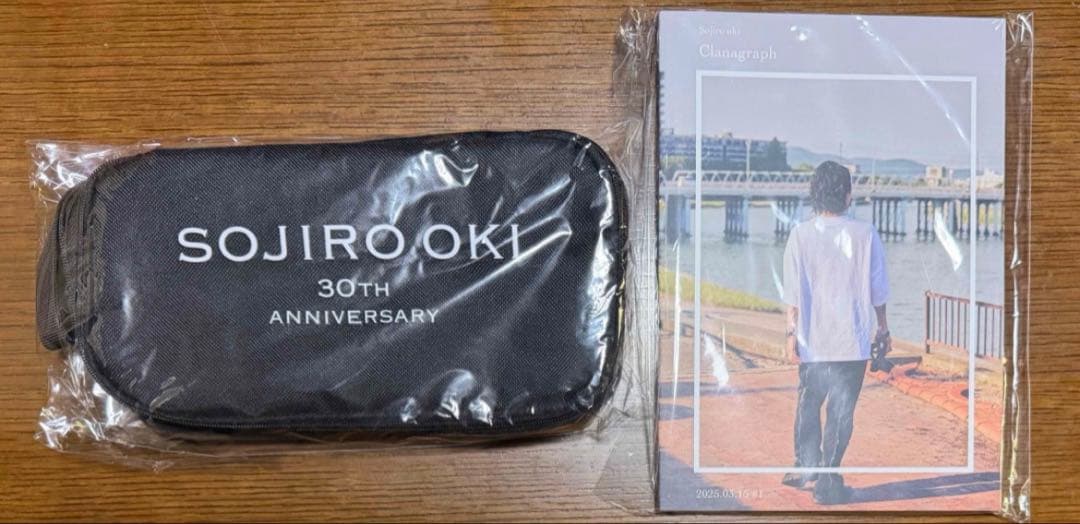 SOJIRO OKI
30TH
ANNIVERSARY
Sojiro oki
Clanagraph
2025.03.15 #1